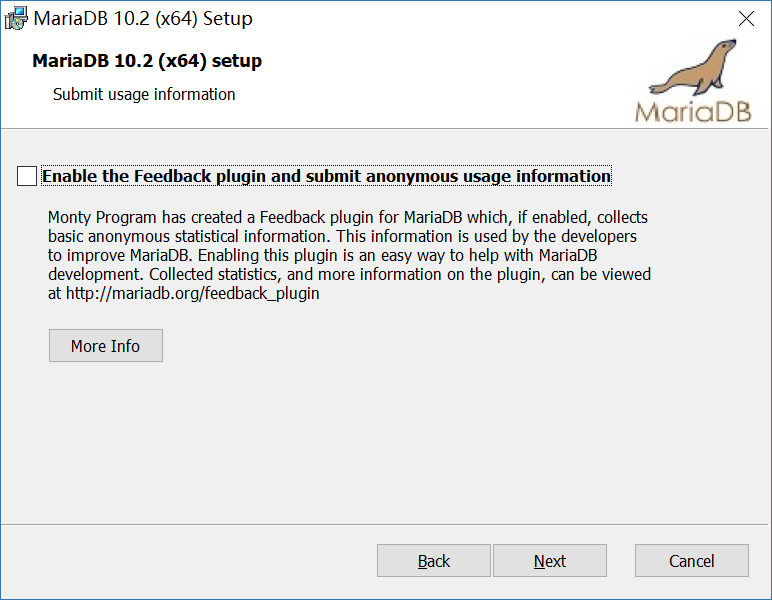 MariaDB 10.2 (x64) Setup
MariaDB 10.2 (x64) setup
Submit usage information
MariaDB
Enable the Feedback plugin and submit anonymous usage information
Monty Program has created a Feedback plugin for MariaDB which, if enabled, collects
basic anonymous statistical information. This information is used by the developers
to improve MariaDB. Enabling this plugin is an easy way to help with MariaDB
development. Collected statistics, and more information on the plugin, can be viewed
at http://mariadb.org/feedback_plugin
More Info
Back
Next
Cancel